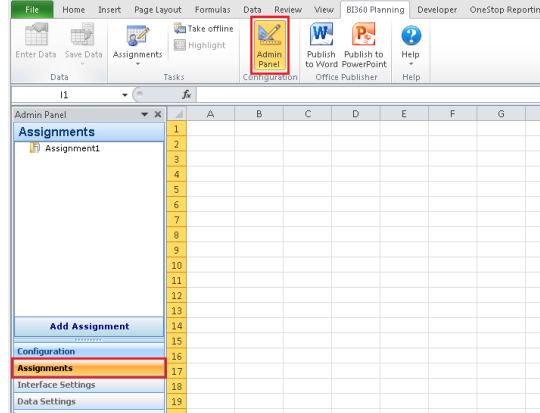 File Home Insert Page Layout Formulas Data Review View BI360 Planning Developer OneStop Reporting
Enter Data Save Data Assignments Take offline Highlight Admin Panel Publish to Word Publish to PowerPoint Help
Data Tasks Configuration Office Publisher Help
I1 fx
Admin Panel A B C D E F G
Assignments 1
Assignment1 2
3
4
5
6
7
8
9
10
11
12
13
Add Assignment 14
15
Configuration 16
Assignments 17
Interface Settings 18
Data Settings 19